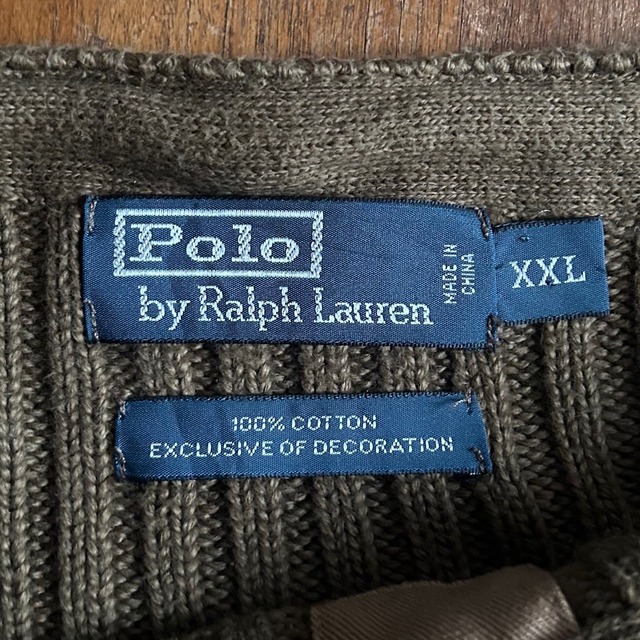 Polo
by Ralph Lauren
MADE IN
CHINA
XXL
100% COTTON
EXCLUSIVE OF DECORATION